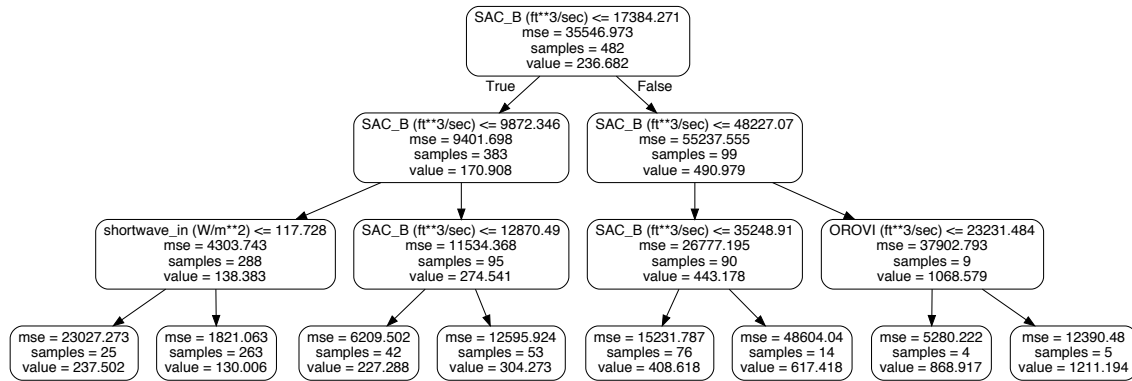 SAC_B (ft**3/sec) <= 17384.271
mse = 35546.973
samples = 482
value = 236.682
True
False
SAC_B (ft**3/sec) <= 9872.346
mse = 9401.698
samples = 383
value = 170.908
SAC_B (ft**3/sec) <= 48227.07
mse = 55237.555
samples = 99
value = 490.979
shortwave_in (W/m**2) <= 117.728
mse = 4303.743
samples = 288
value = 138.383
SAC_B (ft**3/sec) <= 12870.49
mse = 11534.368
samples = 95
value = 274.541
SAC_B (ft**3/sec) <= 35248.91
mse = 26777.195
samples = 90
value = 443.178
OROVI (ft**3/sec) <= 23231.484
mse = 37902.793
samples = 9
value = 1068.579
mse = 23027.273
samples = 25
value = 237.502
mse = 1821.063
samples = 263
value = 130.006
mse = 6209.502
samples = 42
value = 227.288
mse = 12595.924
samples = 53
value = 304.273
mse = 15231.787
samples = 76
value = 408.618
mse = 48604.04
samples = 14
value = 617.418
mse = 5280.222
samples = 4
value = 868.917
mse = 12390.48
samples = 5
value = 1211.194